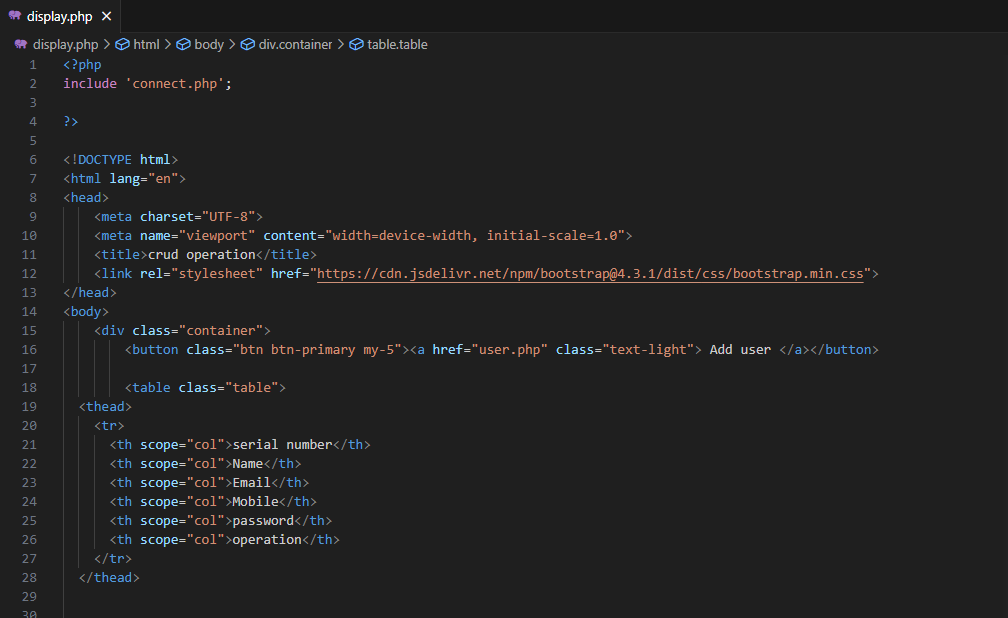 display.php
display.php > html > body > div.container > table.table
1 <?php
2 include 'connect.php';
3
4 ?>
5
6 <!DOCTYPE html>
7 <html lang="en">
8 <head>
9 <meta charset="UTF-8">
10 <meta name="viewport" content="width=device-width, initial-scale=1.0">
11 <title>crud operation</title>
12 <link rel="stylesheet" href="https://cdn.jsdelivr.net/npm/bootstrap@4.3.1/dist/css/bootstrap.min.css">
13 </head>
14 <body>
15 <div class="container">
16 <button class="btn btn-primary my-5"><a href="user.php" class="text-light"> Add user </a></button>
17
18 <table class="table">
19 <thead>
20 <tr>
21 <th scope="col">serial number</th>
22 <th scope="col">Name</th>
23 <th scope="col">Email</th>
24 <th scope="col">Mobile</th>
25 <th scope="col">password</th>
26 <th scope="col">operation</th>
27 </tr>
28 </thead>
29
30